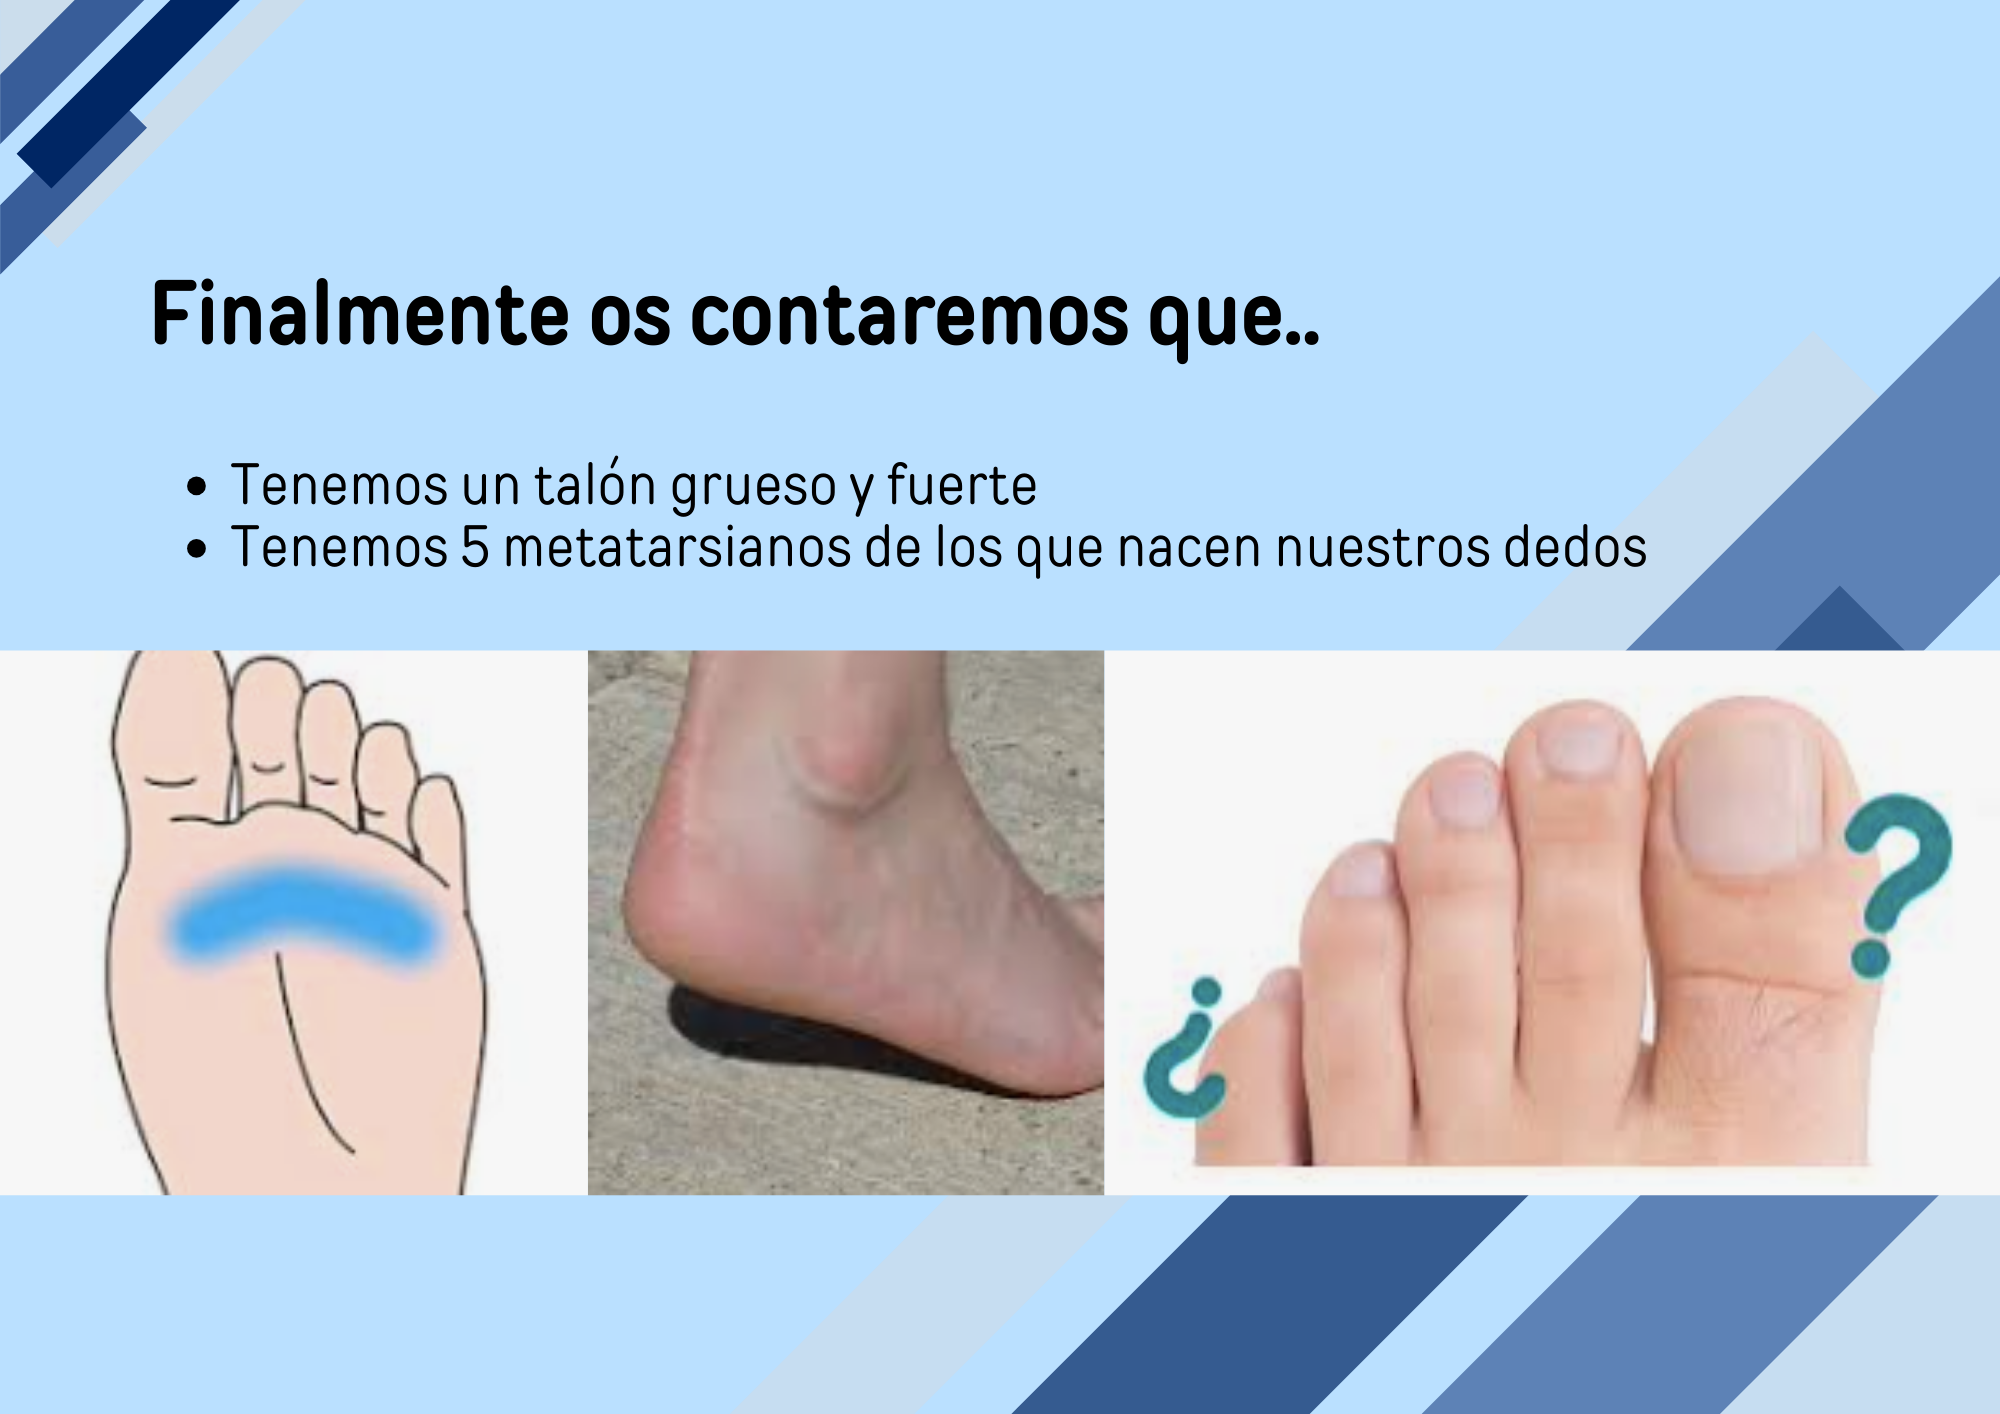 Finalmente os contaremos que..
• Tenemos un talón grueso y fuerte
• Tenemos 5 metatarsianos de los que nacen nuestros dedos
¿
?